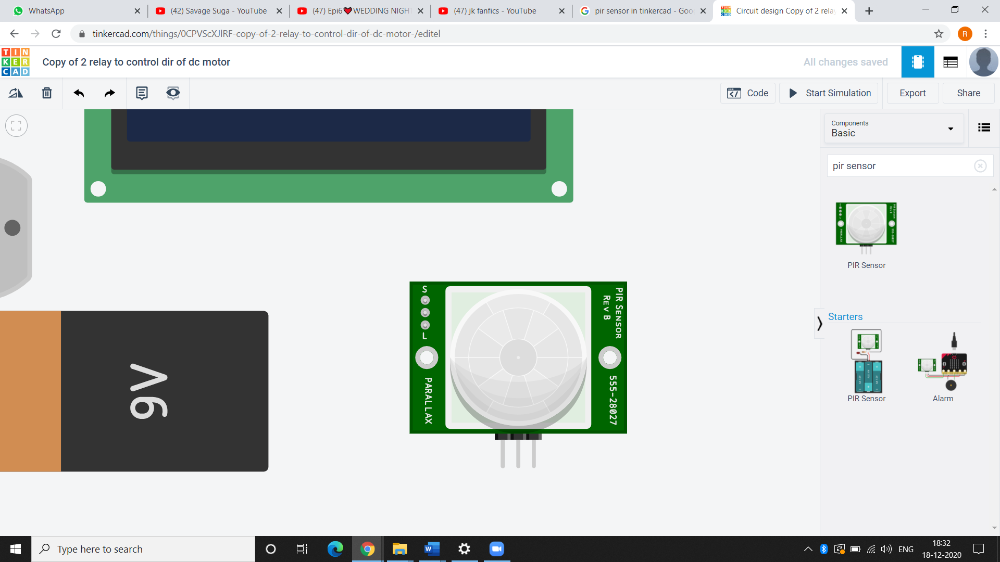 WhatsApp
(42) Savage Suga - YouTube
(47) Epi6❤WEDDING NIGHT
(47) jk fanfics - YouTube
pir sensor in tinkercad - Goo
Circuit design Copy of 2 rela
tinkercad.com/things/0CPVScXJlRF-copy-of-2-relay-to-control-dir-of-dc-motor-/editel
R
TIN
KER
CAD
Copy of 2 relay to control dir of dc motor
All changes saved
Code
Start Simulation
Export
Share
Components
Basic
pir sensor
PIR Sensor
Starters
PIR Sensor
Alarm
9V
S
L
PARALLAX
PIR SENSOR
REV B
555-28027
Type here to search
ENG
18:32
18-12-2020